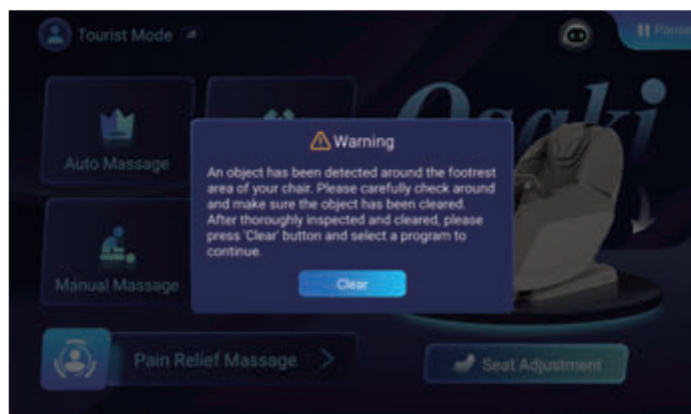 Tourist Mode
Pause
Osaki
Auto Massage
Warning
An object has been detected around the footrest
area of your chair. Please carefully check around
and make sure the object has been cleared.
After thoroughly inspected and cleared, please
press 'Clear' button and select a program to
continue.
Clear
Manual Massage
Pain Relief Massage
Seat Adjustment